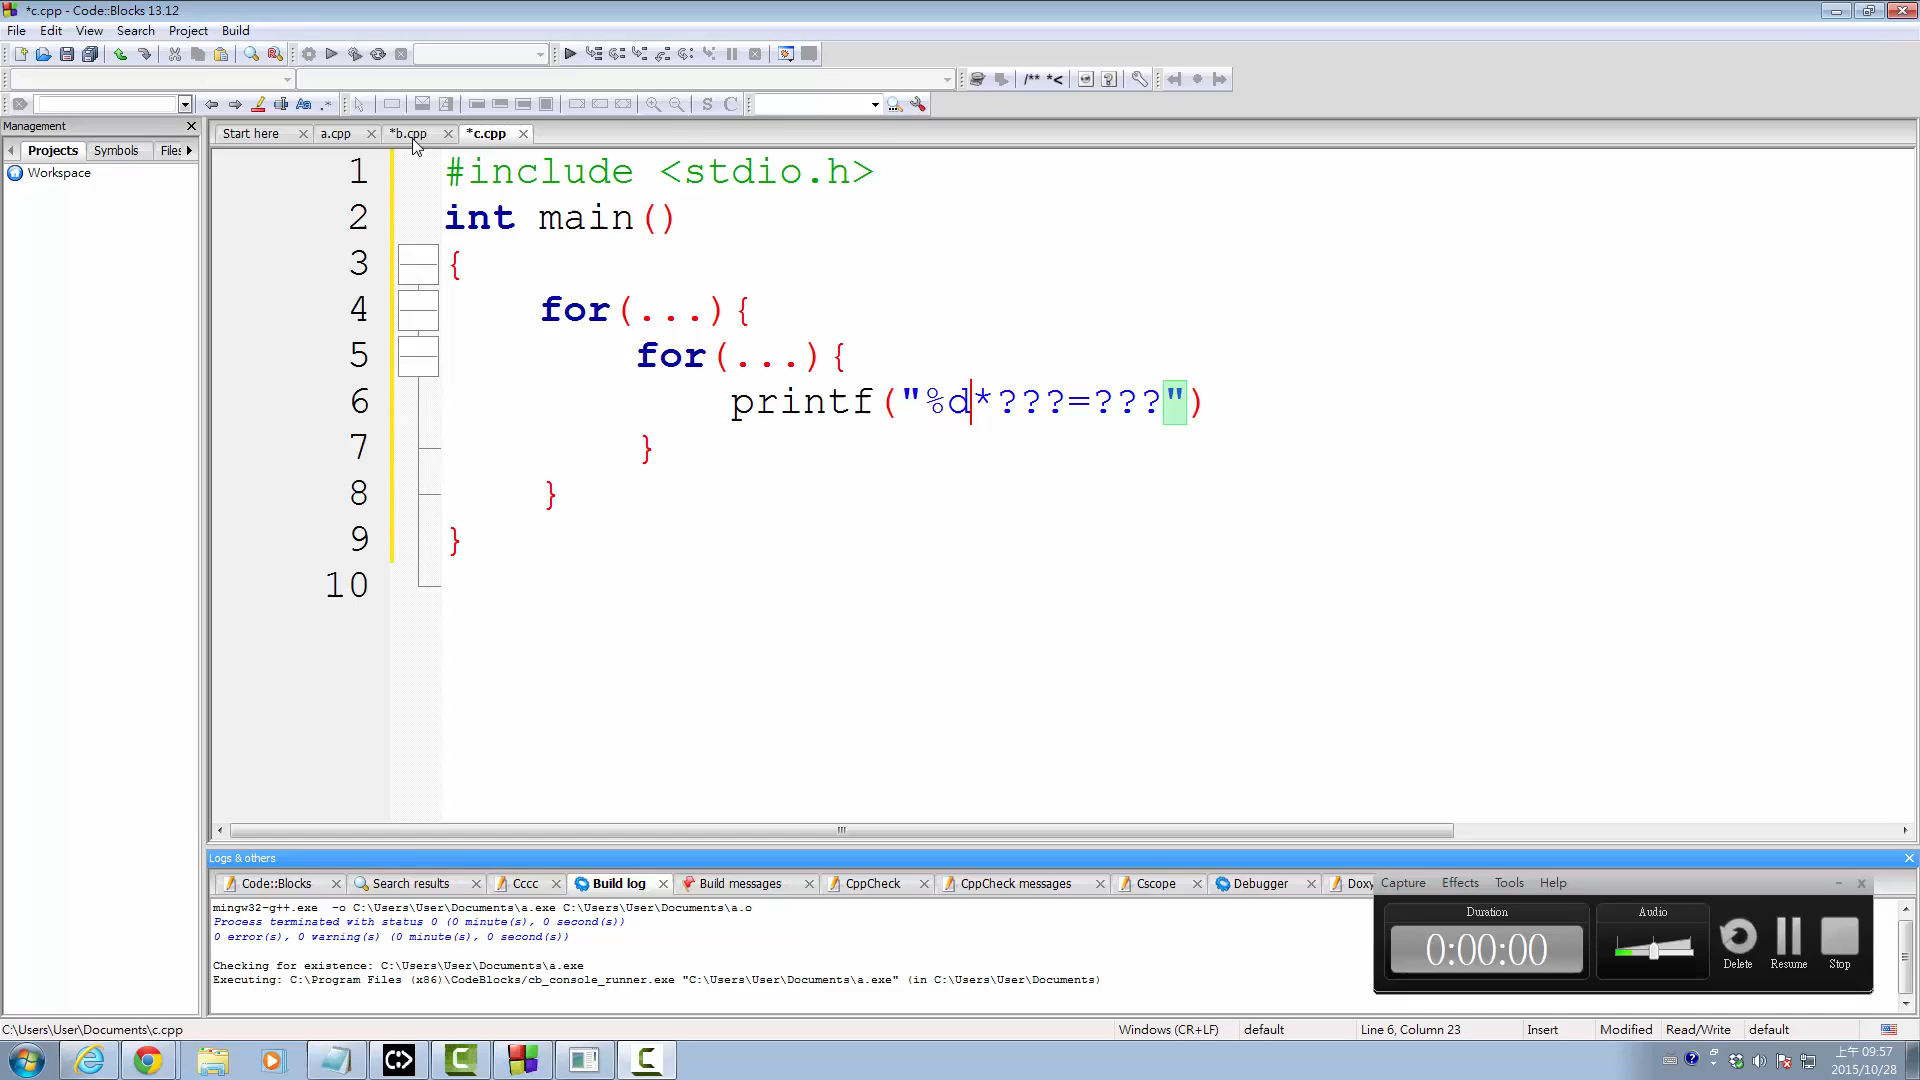 *c.cpp - Code::Blocks 13.12
File Edit View Search Project Build
/** *<
Aa .* S C
Management
Start here a.cpp *b.cpp *c.cpp
Projects Symbols Files
Workspace
1 #include <stdio.h>
2 int main()
3 {
4 for(...){
5 for(...){
6 printf("%d*???=???")
7 }
8 }
9 }
10
Logs & others
Code::Blocks Search results Cccc Build log Build messages CppCheck CppCheck messages Cscope Debugger Doxy
mingw32-g++.exe -o C:\Users\User\Documents\a.exe C:\Users\User\Documents\a.o
Process terminated with status 0 (0 minute(s), 0 second(s))
0 error(s), 0 warning(s) (0 minute(s), 0 second(s))
Checking for existence: C:\Users\User\Documents\a.exe
Executing: C:\Program Files (x86)\CodeBlocks/cb_console_runner.exe "C:\Users\User\Documents\a.exe" (in C:\Users\User\Documents)
Capture Effects Tools Help
Duration Audio
0:00:00
Delete Resume Stop
C:\Users\User\Documents\c.cpp Windows (CR+LF) default Line 6, Column 23 Insert Modified Read/Write default
上午 09:57
2015/10/28